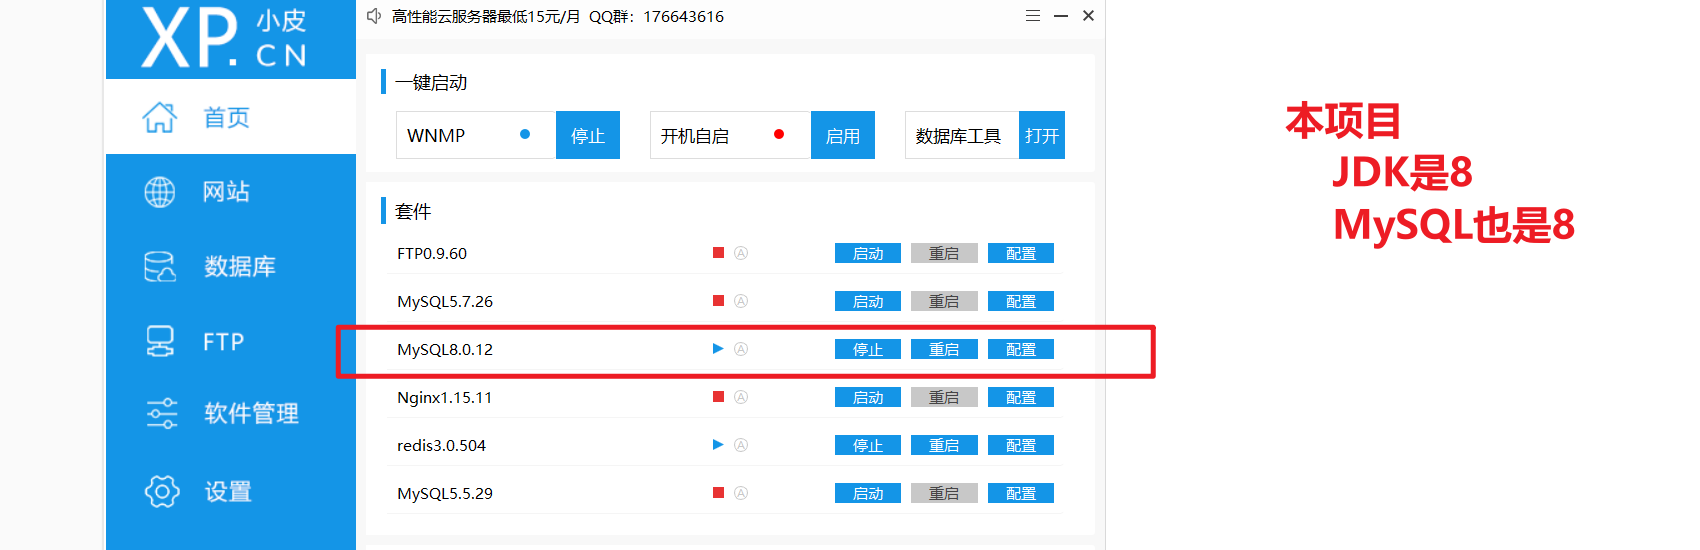 XP.CN 小皮
高性能云服务器最低15元/月 QQ群：176643616
首页
网站
数据库
FTP
软件管理
设置
一键启动
WNMP 停止 开机自启 启用 数据库工具 打开
套件
FTP0.9.60 Ⓐ 启动 重启 配置
MySQL5.7.26 Ⓐ 启动 重启 配置
MySQL8.0.12 Ⓐ 停止 重启 配置
Nginx1.15.11 Ⓐ 启动 重启 配置
redis3.0.504 Ⓐ 停止 重启 配置
MySQL5.5.29 Ⓐ 启动 重启 配置
本项目
JDK是8
MySQL也是8